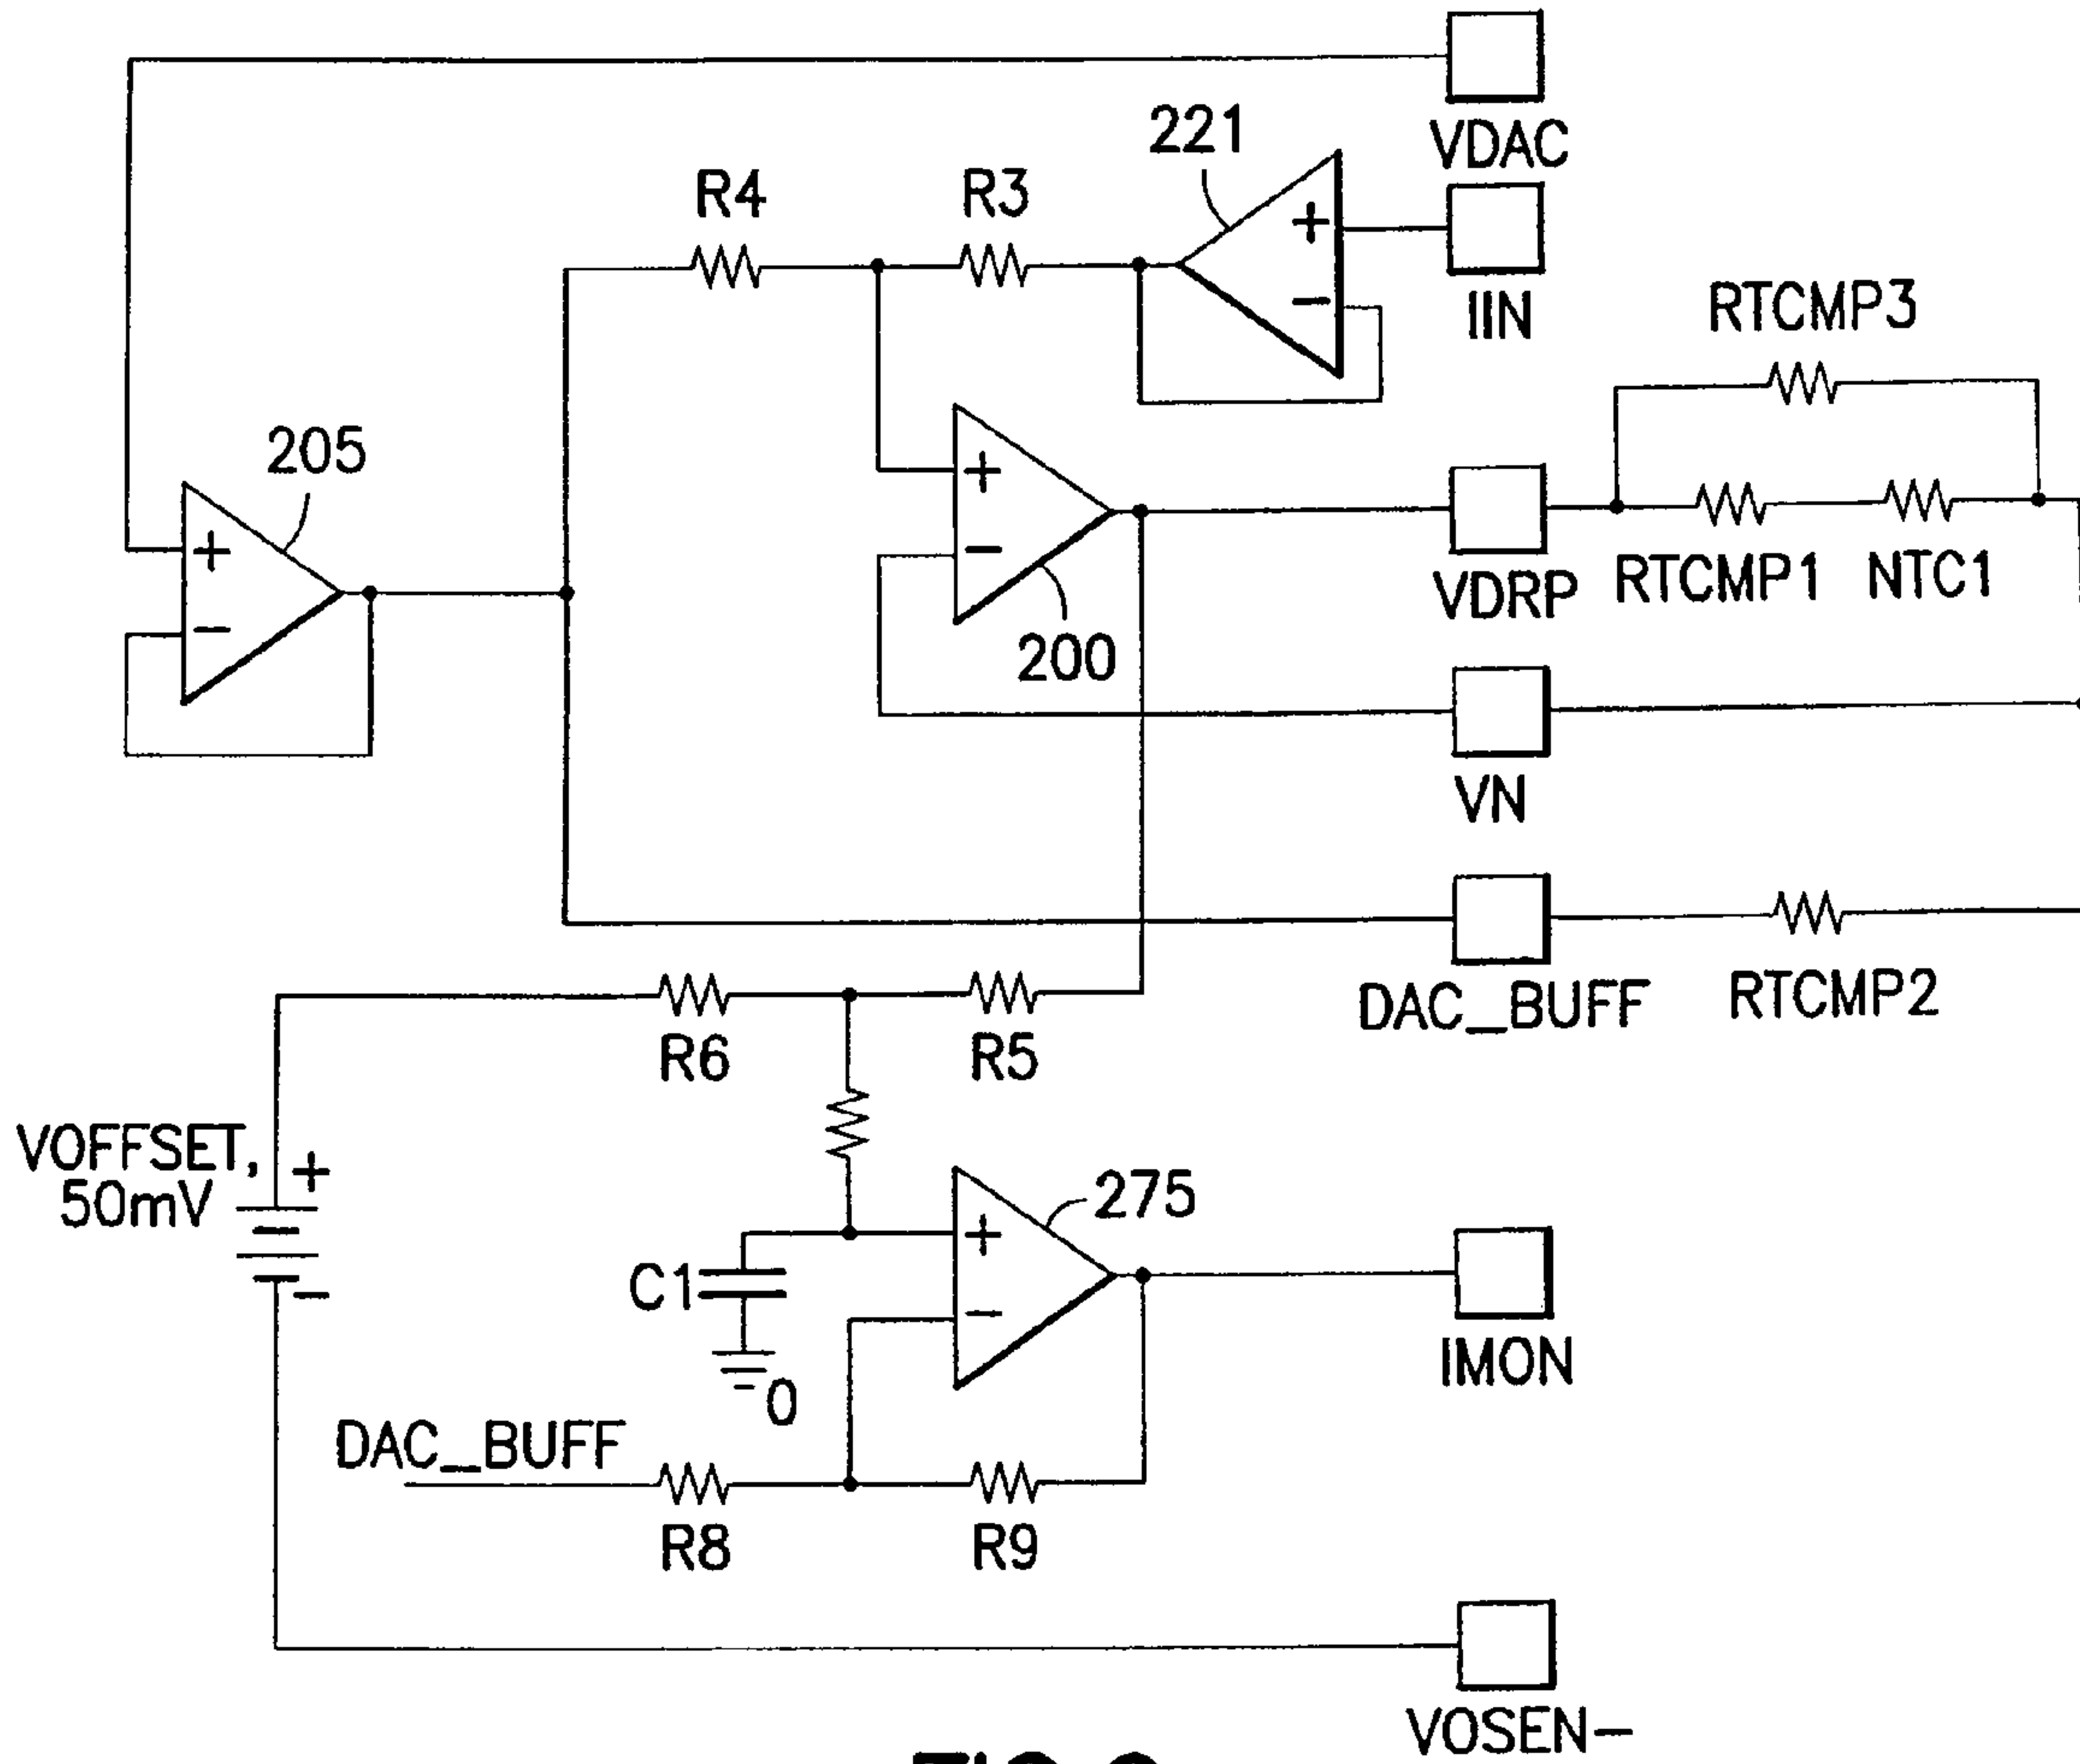 VDAC
221
R4
R3
+
−
IIN
RTCMP3
205
+
−
+
−
200
VDRP
RTCMP1
NTC1
VN
DAC_BUFF
RTCMP2
R6
R5
VOFFSET,
50mV
+
−
275
+
−
C1
0
IMON
DAC_BUFF
R8
R9
VOSEN−